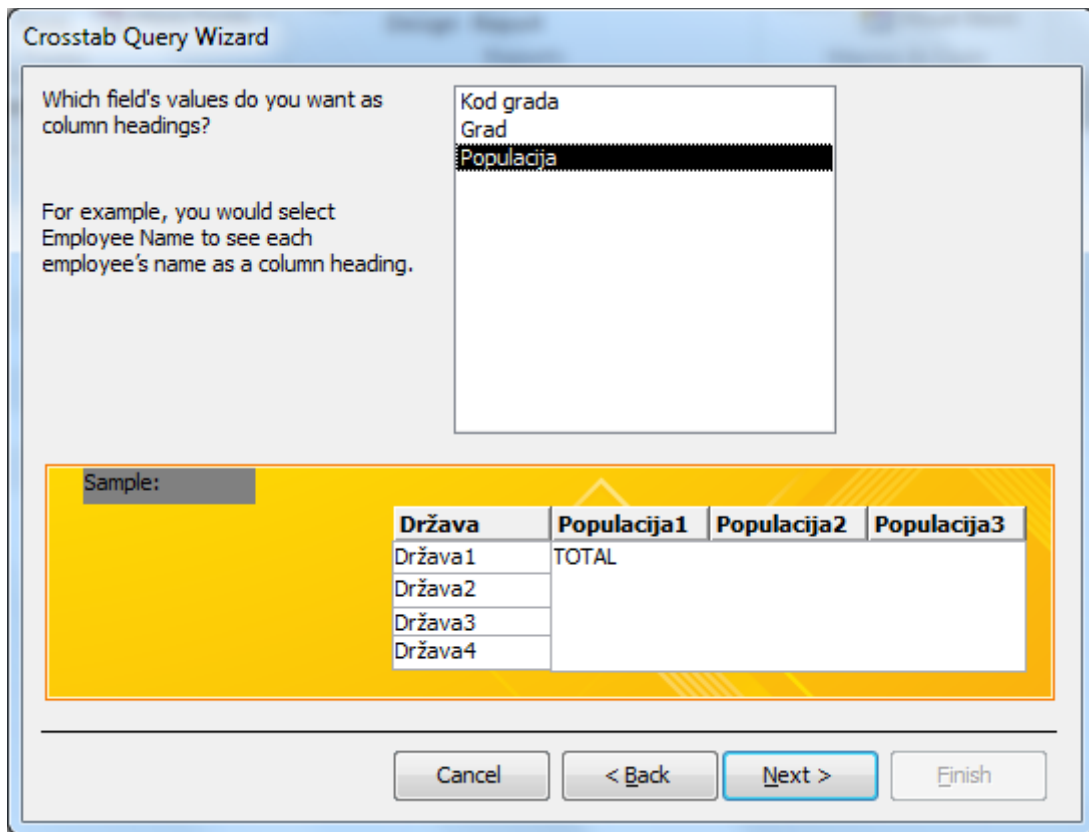 Crosstab Query Wizard
Which field's values do you want as
column headings?
For example, you would select
Employee Name to see each
employee's name as a column heading.
Kod grada
Grad
Populacija
Sample:
Država Populacija1 Populacija2 Populacija3
Država1 TOTAL
Država2
Država3
Država4
Cancel < Back Next > Finish